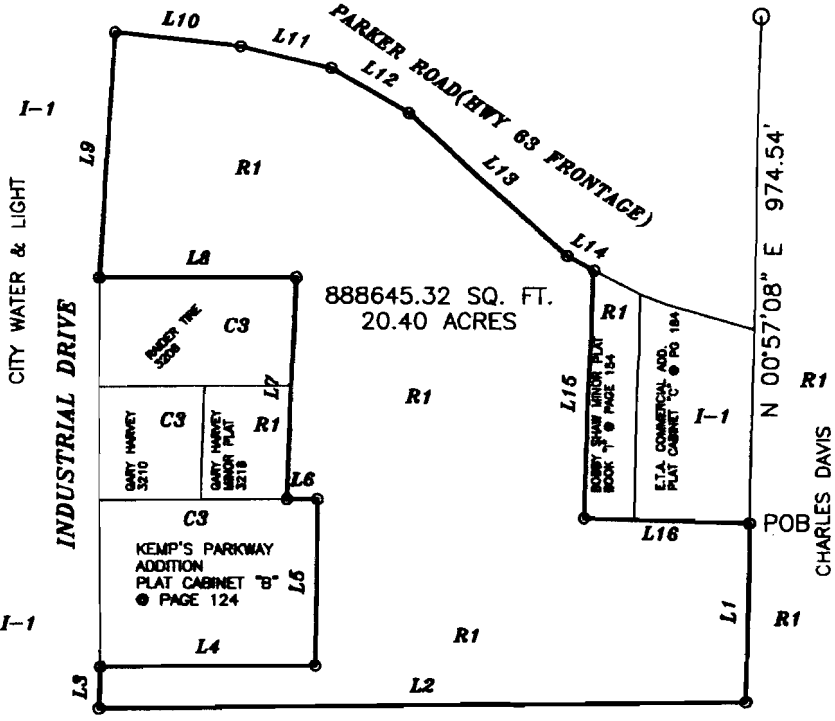 L10
L11
L12
PARKER ROAD(HWY 63 FRONTAGE)
I-1
L9
R1
L13
N 00°57'08" E 974.54'
CITY WATER & LIGHT
L8
L14
888645.32 SQ. FT.
20.40 ACRES
RAIDER TIRE
3208
C3
INDUSTRIAL DRIVE
L7
R1
L15
R1
BOBBY SHAW MINOR PLAT
E.T.A. COMMERCIAL ADD.
PLAT CABINET "C" @ PG 184
I-1
R1
CHARLES DAVIS
GARY HARVEY
3210
C3
GARY HARVEY
MINOR PLAT
3218
R1
L6
C3
L16
POB
KEMP'S PARKWAY
ADDITION
PLAT CABINET "B"
@ PAGE 124
L5
L1
I-1
R1
R1
L4
L3
L2